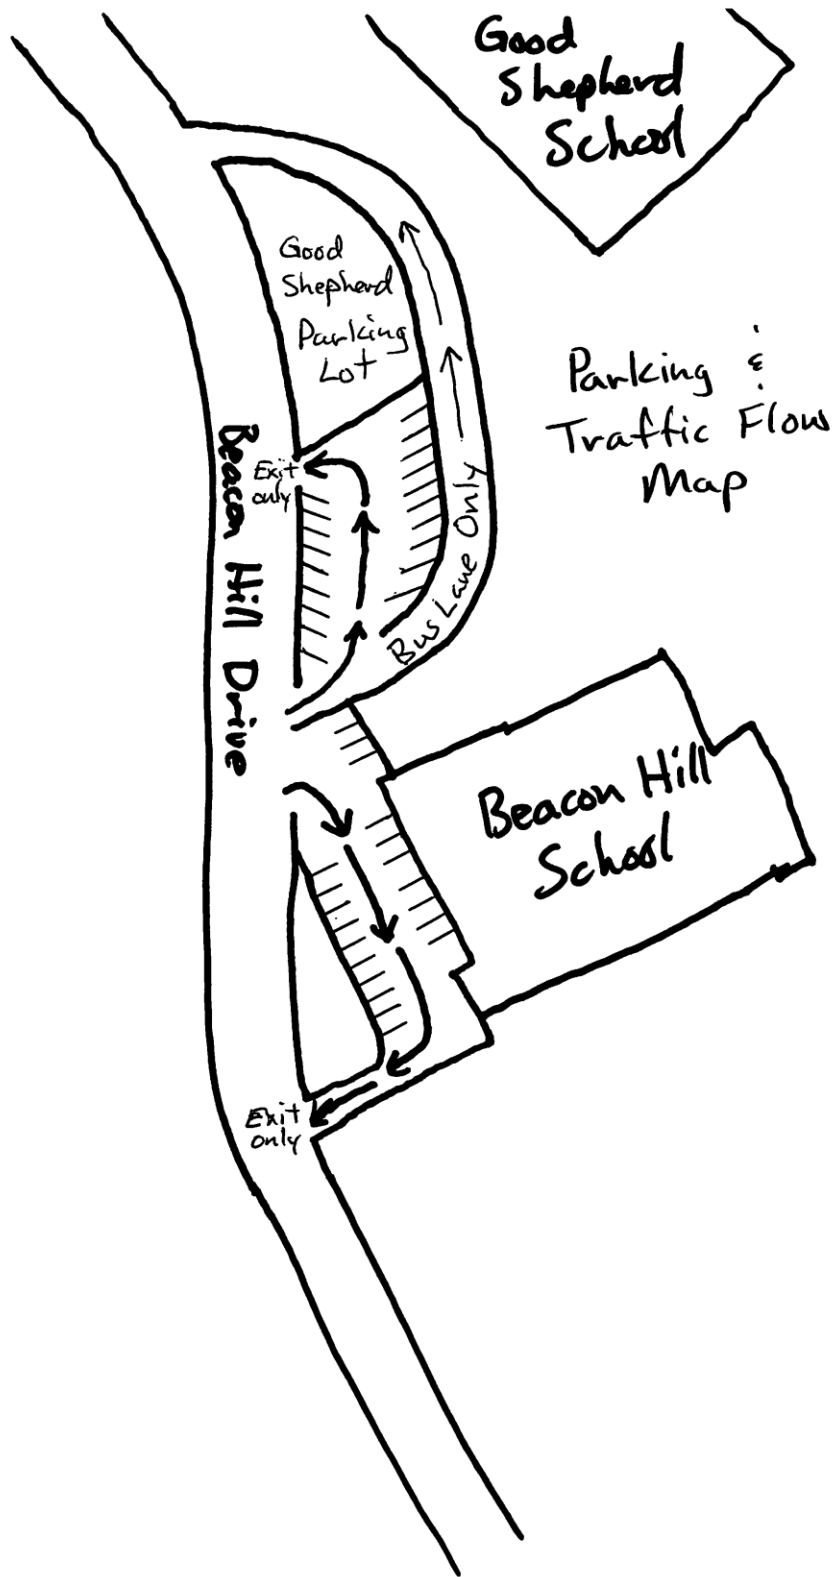 Good
Shepherd
School
Good
Shepherd
Parking
Lot
Parking &
Traffic Flow
Map
Exit
only
Beacon Hill Drive
Bus Lane Only
Beacon Hill
School
Exit
only